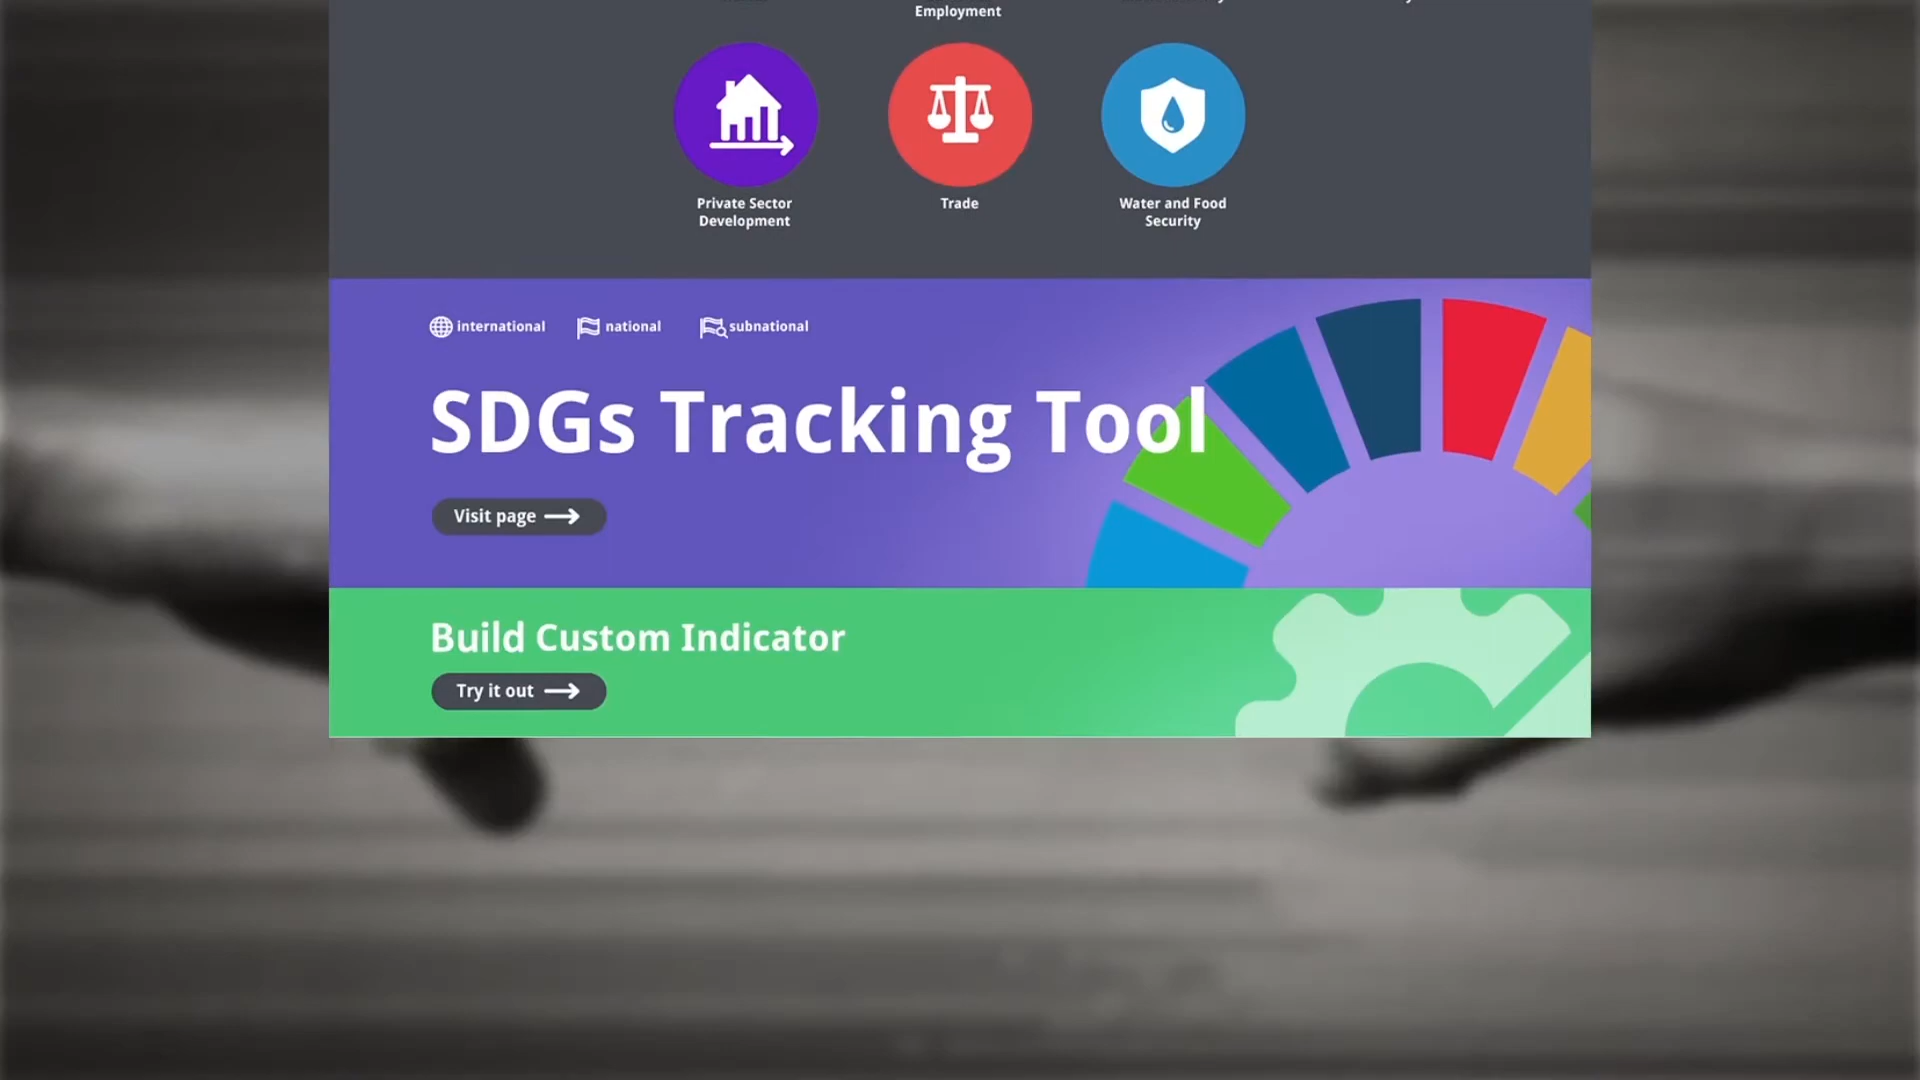 Employment
Private Sector
Development
Trade
Water and Food
Security
international
national
subnational
SDGs Tracking Tool
Visit page
Build Custom Indicator
Try it out